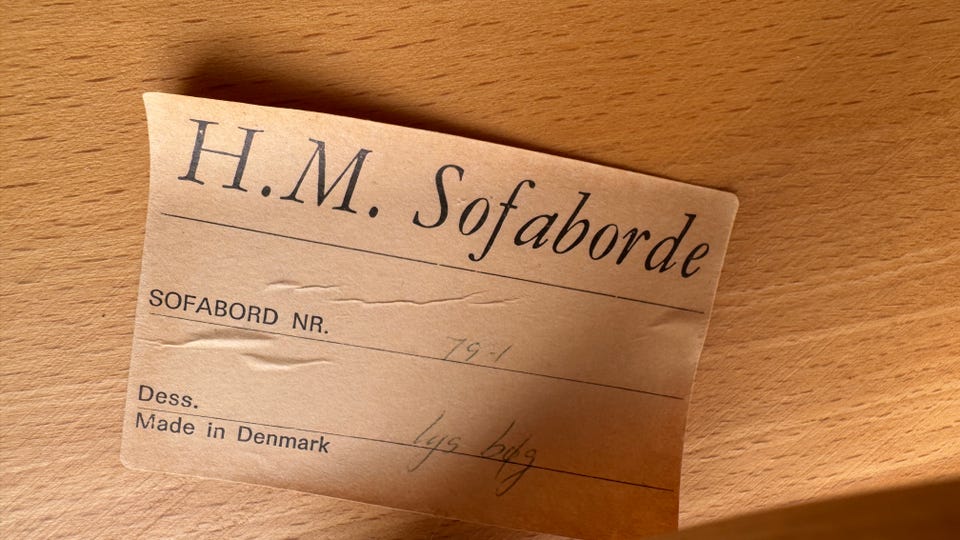 H.M. Sofaborde
SOFABORD NR. 79-1
Dess. lys bøg
Made in Denmark